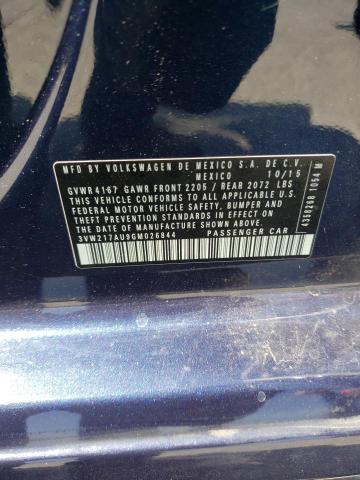 MFD. BY VOLKSWAGEN DE MEXICO S.A. DE C.V.
MEXICO 10/15
GVWR 4167 GAWR FRONT 2205 / REAR 2072 LBS
THIS VEHICLE CONFORMS TO ALL APPLICABLE U.S.
FEDERAL MOTOR VEHICLE SAFETY, BUMPER AND
THEFT PREVENTION STANDARDS IN EFFECT ON THE
DATE OF MANUFACTURE SHOWN ABOVE.
3VW217AU9GM026844 PASSENGER CAR
4359298 1054 M